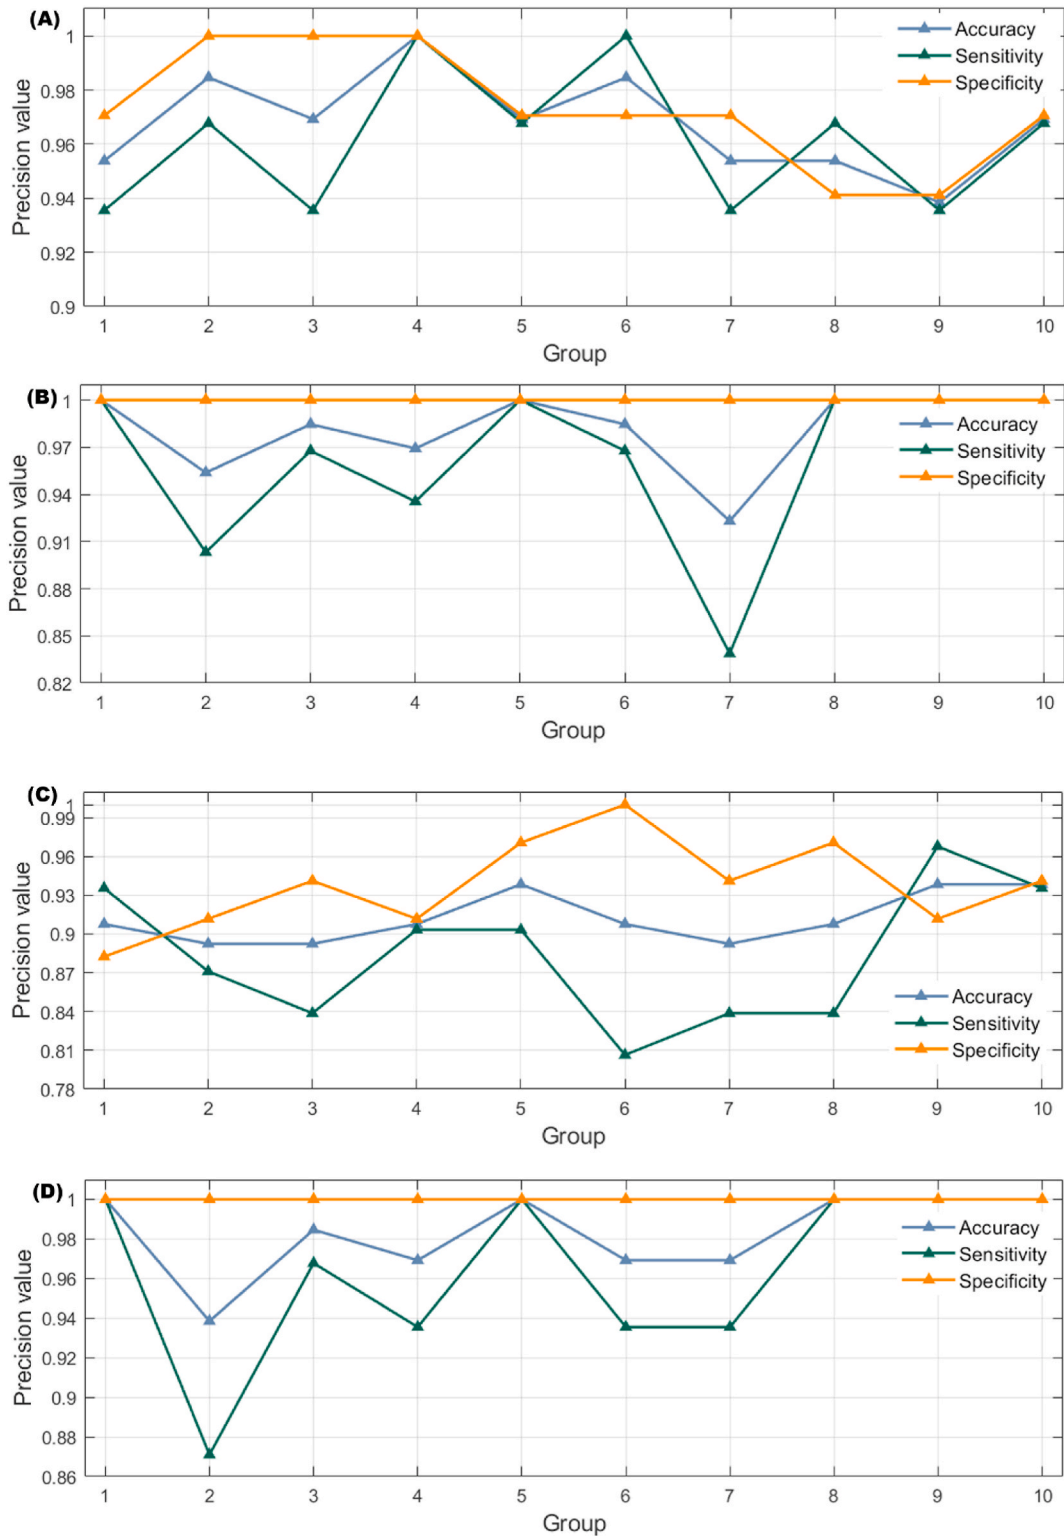 (A)
Precision value
1
0.98
0.96
0.94
0.92
0.9
Accuracy
Sensitivity
Specificity
1 2 3 4 5 6 7 8 9 10
Group
(B)
Precision value
1
0.97
0.94
0.91
0.88
0.85
0.82
Accuracy
Sensitivity
Specificity
1 2 3 4 5 6 7 8 9 10
Group
(C)
Precision value
1
0.99
0.96
0.93
0.9
0.87
0.84
0.81
0.78
Accuracy
Sensitivity
Specificity
1 2 3 4 5 6 7 8 9 10
Group
(D)
Precision value
1
0.98
0.96
0.94
0.92
0.9
0.88
0.86
Accuracy
Sensitivity
Specificity
1 2 3 4 5 6 7 8 9 10
Group